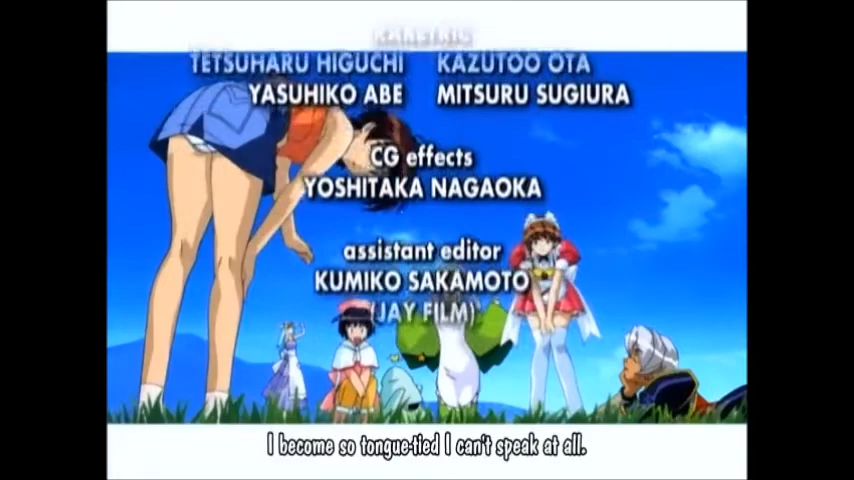 TETSUHARU HIGUCHI KAZUTOO OTA
YASUHIKO ABE MITSURU SUGIURA
CG effects
YOSHITAKA NAGAOKA
assistant editor
KUMIKO SAKAMOTO
(JAY FILM)
I become so tongue-tied I can't speak at all.